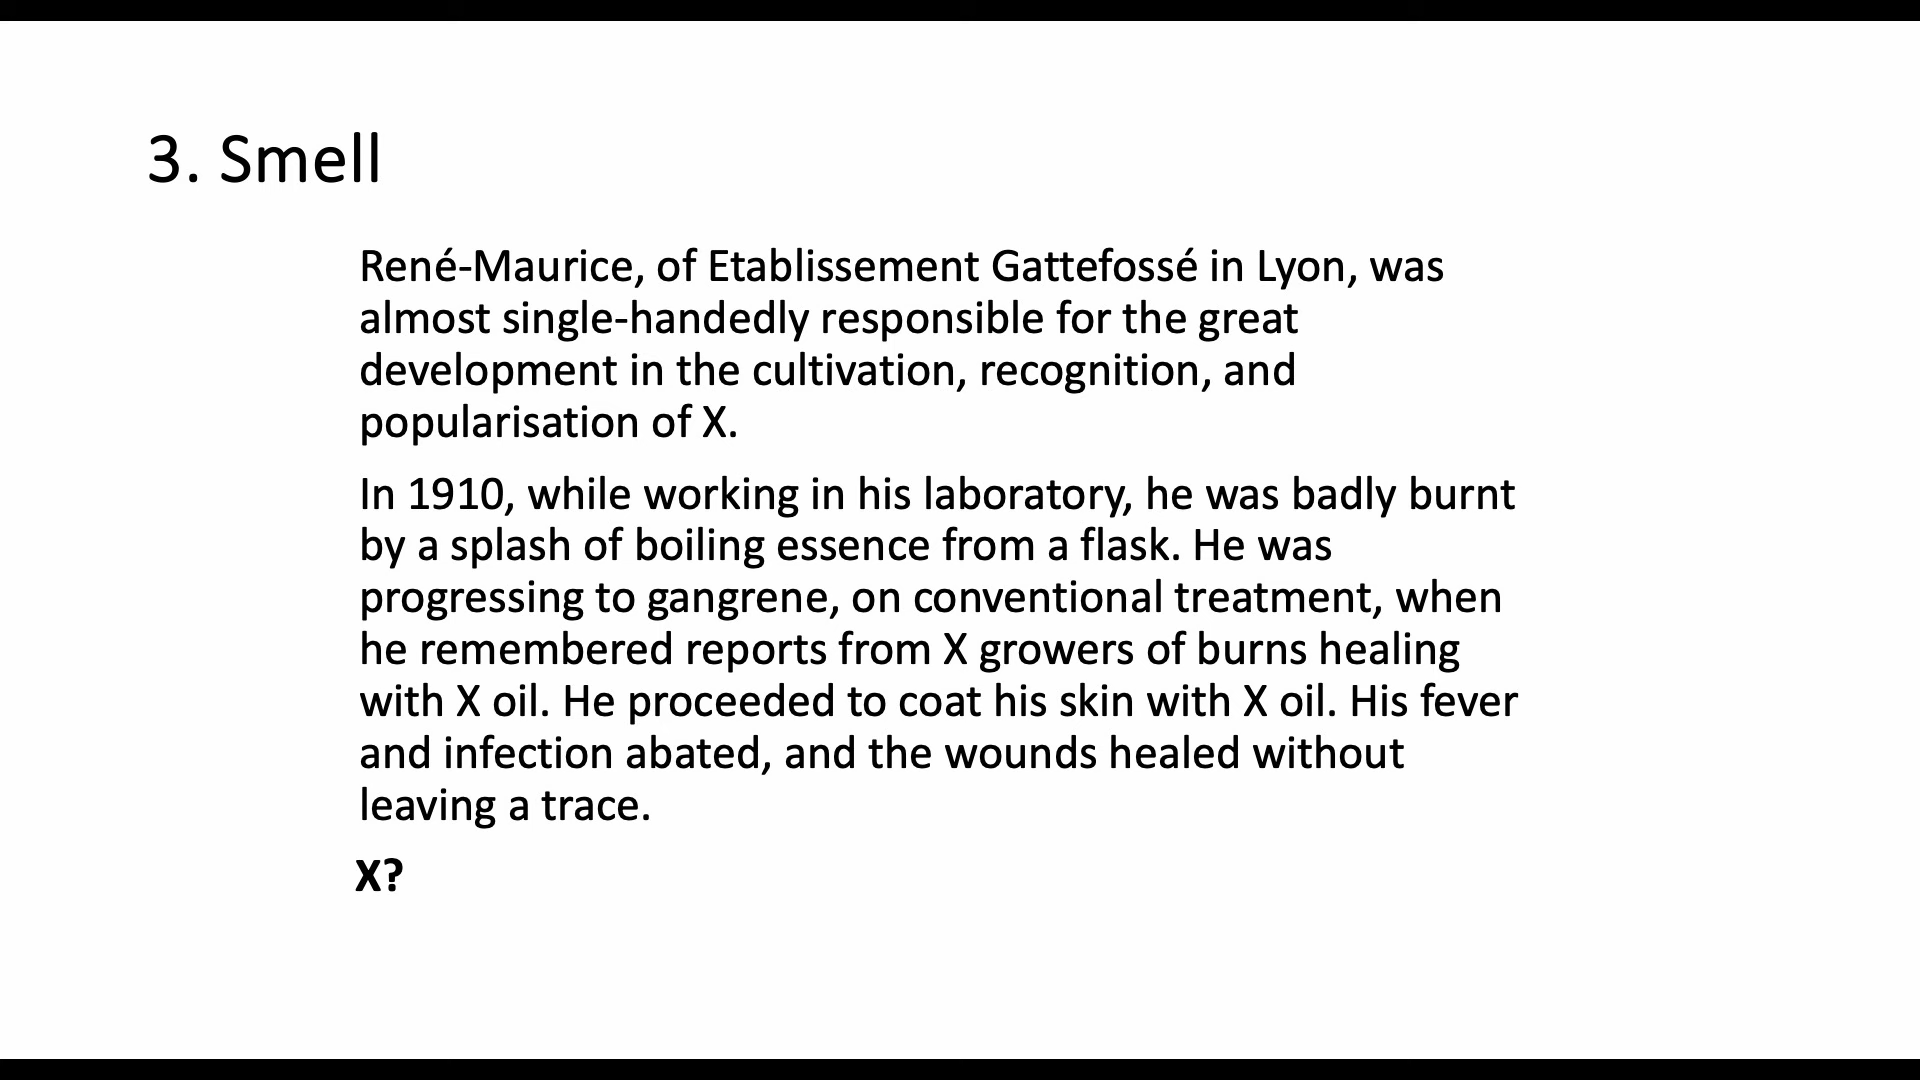 3. Smell
René-Maurice, of Etablissement Gattefossé in Lyon, was
almost single-handedly responsible for the great
development in the cultivation, recognition, and
popularisation of X.
In 1910, while working in his laboratory, he was badly burnt
by a splash of boiling essence from a flask. He was
progressing to gangrene, on conventional treatment, when
he remembered reports from X growers of burns healing
with X oil. He proceeded to coat his skin with X oil. His fever
and infection abated, and the wounds healed without
leaving a trace.
X?